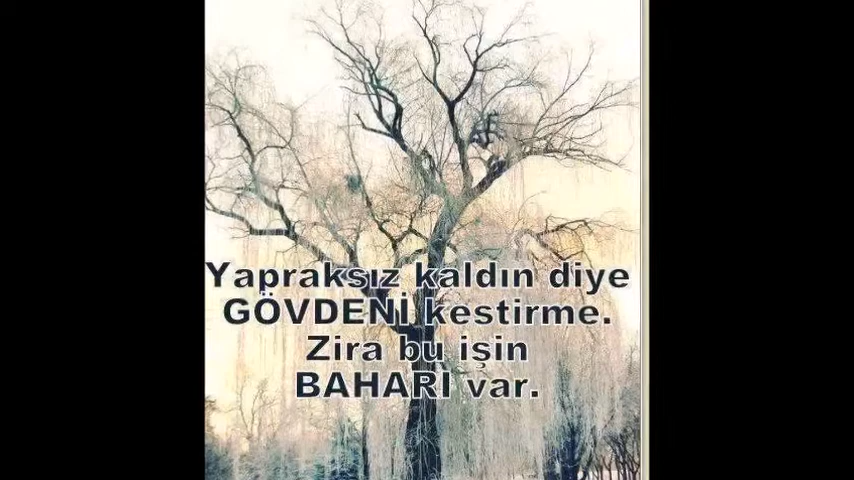 Yapraksız kaldın diye
GÖVDENİ kestirme.
Zira bu işin
BAHARI var.